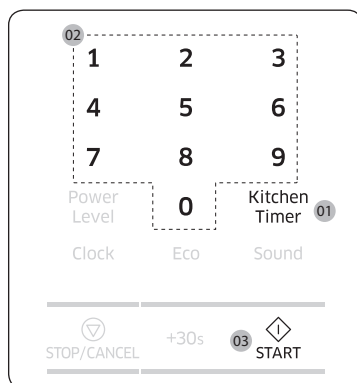 02
1 2 3
4 5 6
7 8 9
Power Level 0 Kitchen Timer 01
Clock Eco Sound
STOP/CANCEL +30s 03 START